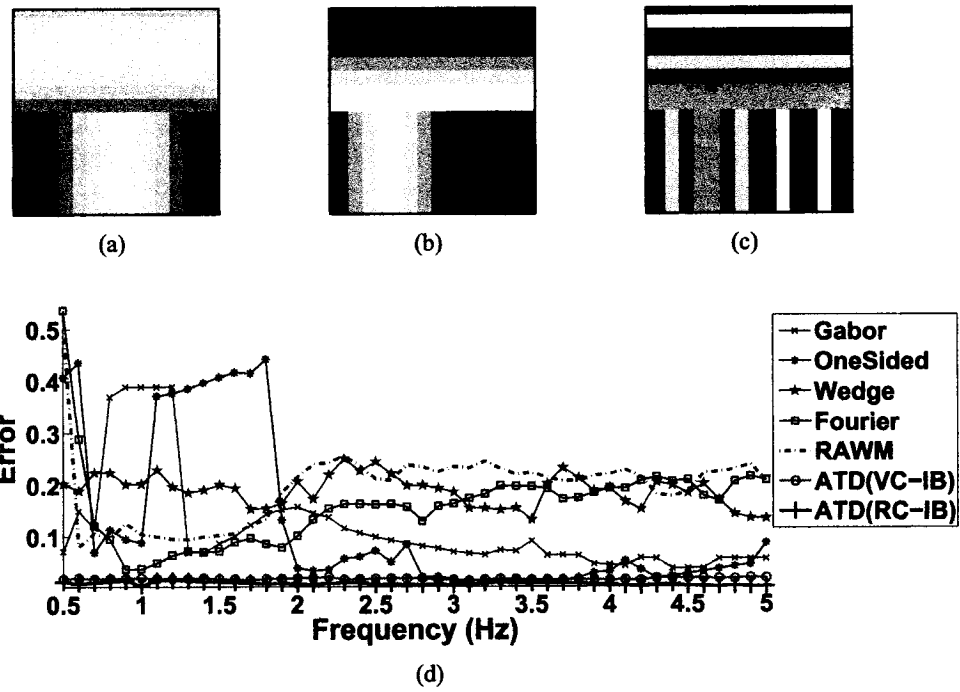 (a)
(b)
(c)
Error
0.5
0.4
0.3
0.2
0.1
0.5
1
1.5
2
2.5
3
3.5
4
4.5
5
Frequency (Hz)
Gabor
OneSided
Wedge
Fourier
RAWM
ATD(VC-IB)
ATD(RC-IB)
(d)